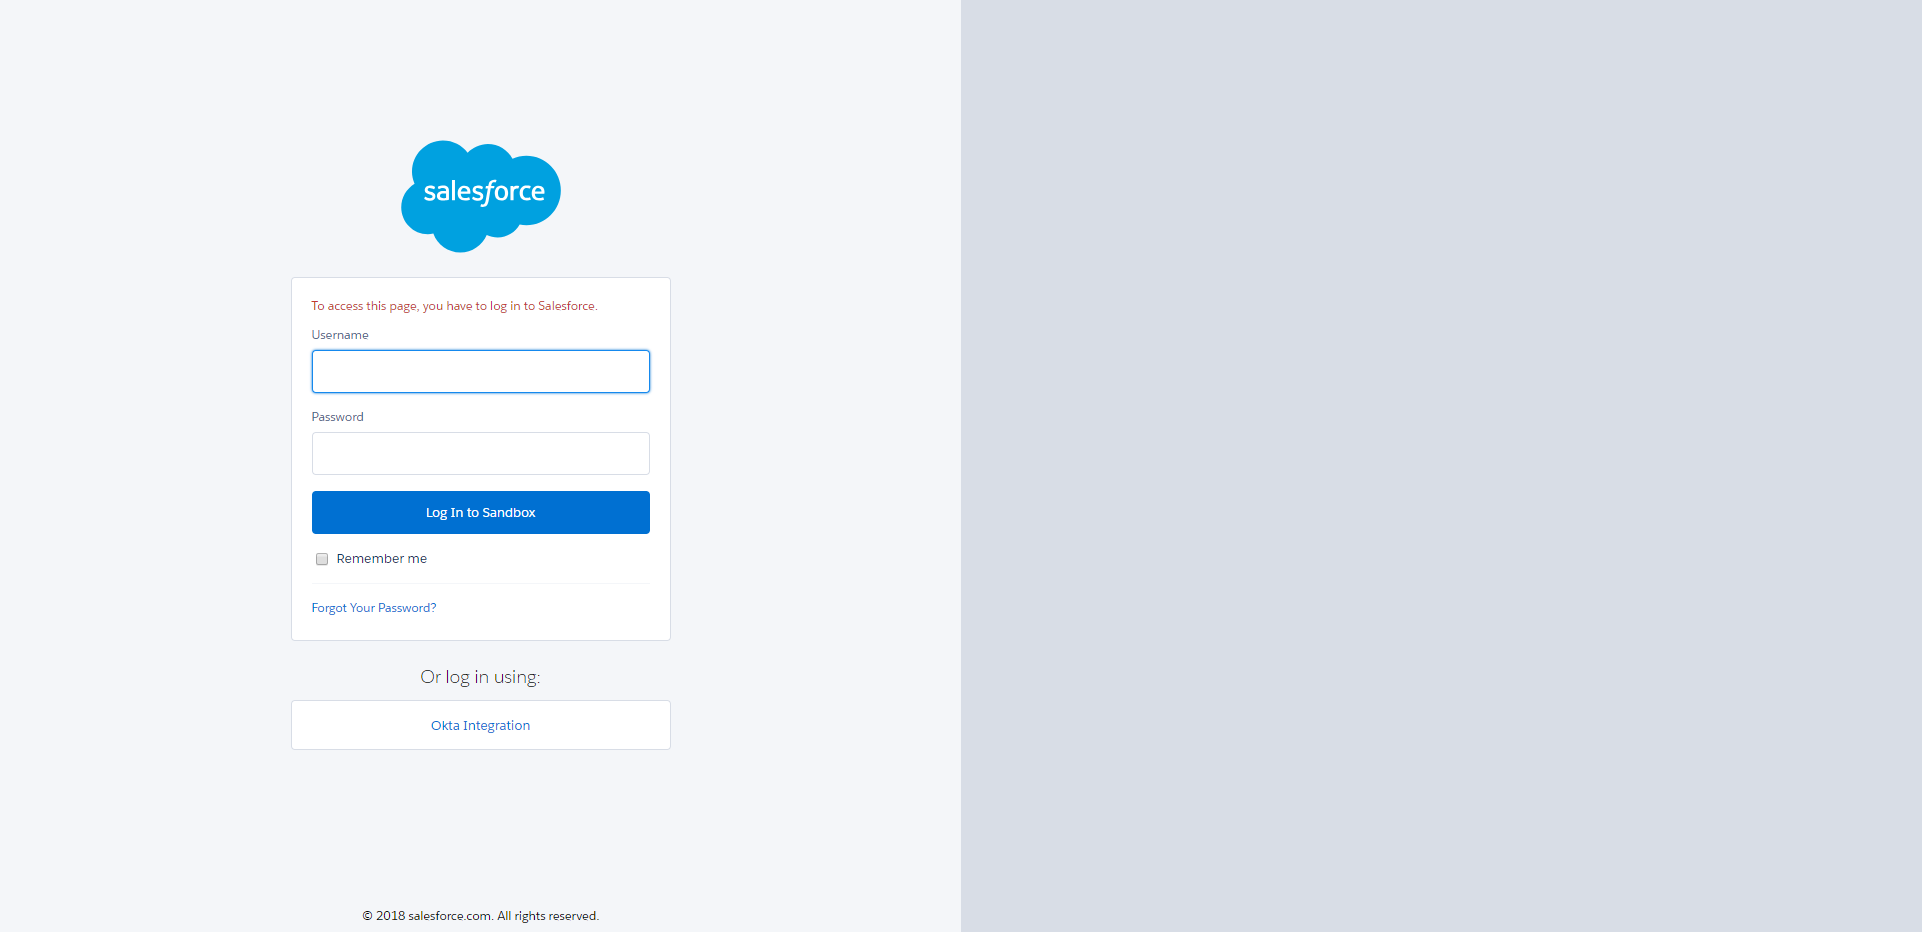 salesforce
To access this page, you have to log in to Salesforce.
Username
Password
Log In to Sandbox
Remember me
Forgot Your Password?
Or log in using:
Okta Integration
© 2018 salesforce.com. All rights reserved.